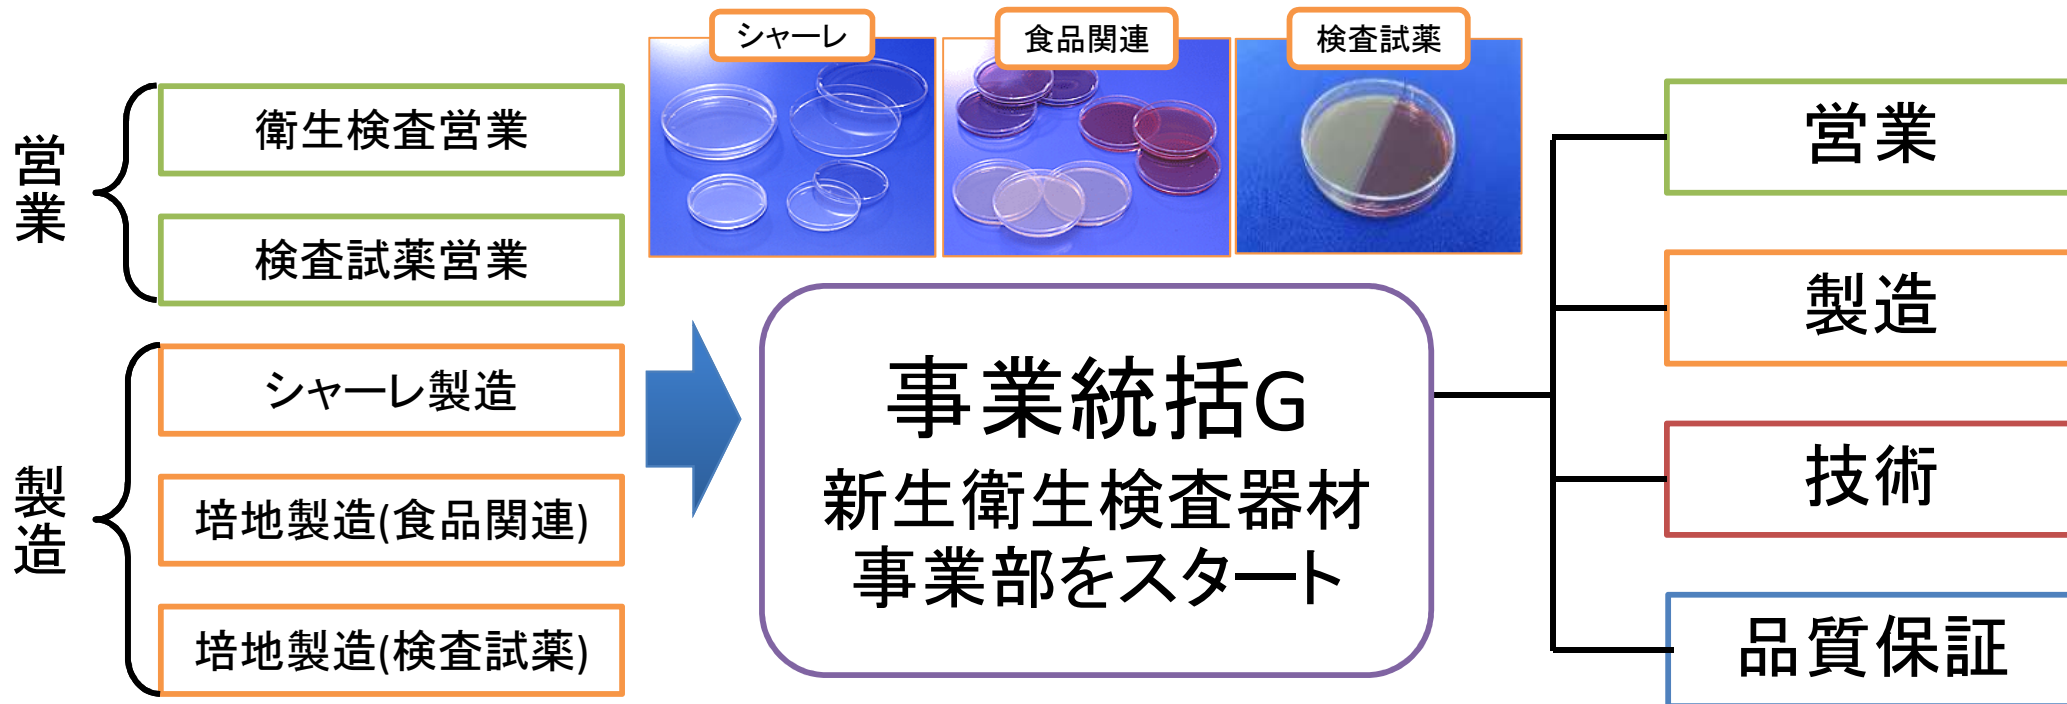 営業
衛生検査営業
検査試薬営業
製造
シャーレ製造
培地製造(食品関連)
培地製造(検査試薬)
シャーレ
食品関連
検査試薬
事業統括G
新生衛生検査器材
事業部をスタート
営業
製造
技術
品質保証